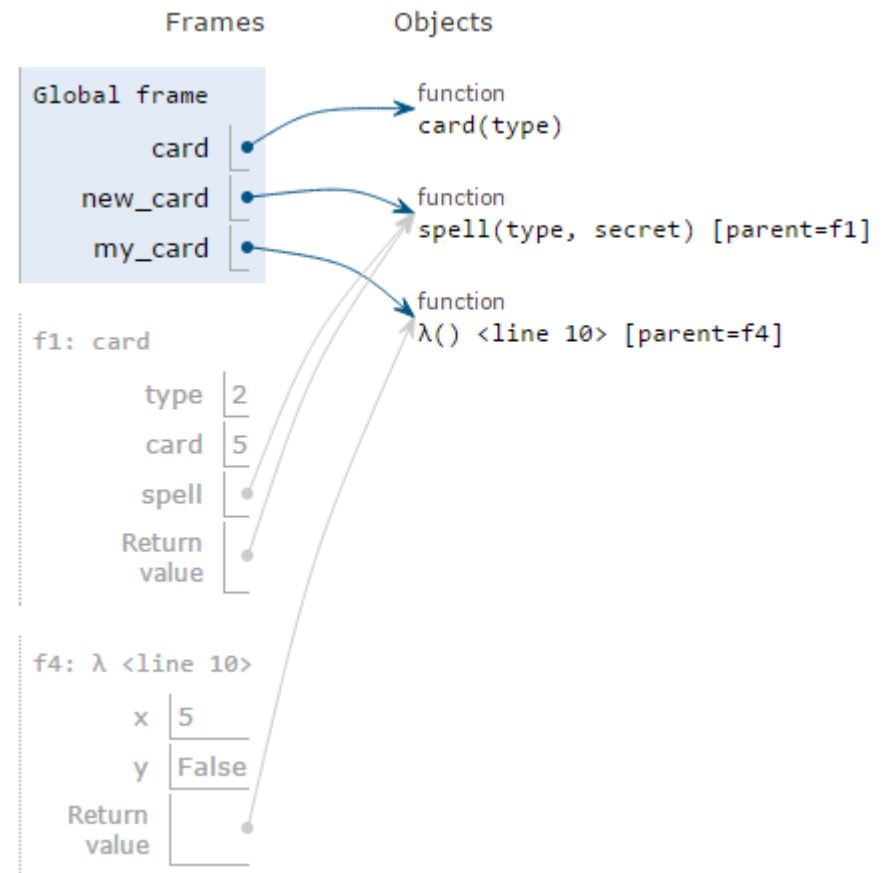 Frames Objects
Global frame
card
new_card
my_card
function
card(type)
function
spell(type, secret) [parent=f1]
function
λ() <line 10> [parent=f4]
f1: card
type 2
card 5
spell
Return
value
f4: λ <line 10>
x 5
y False
Return
value